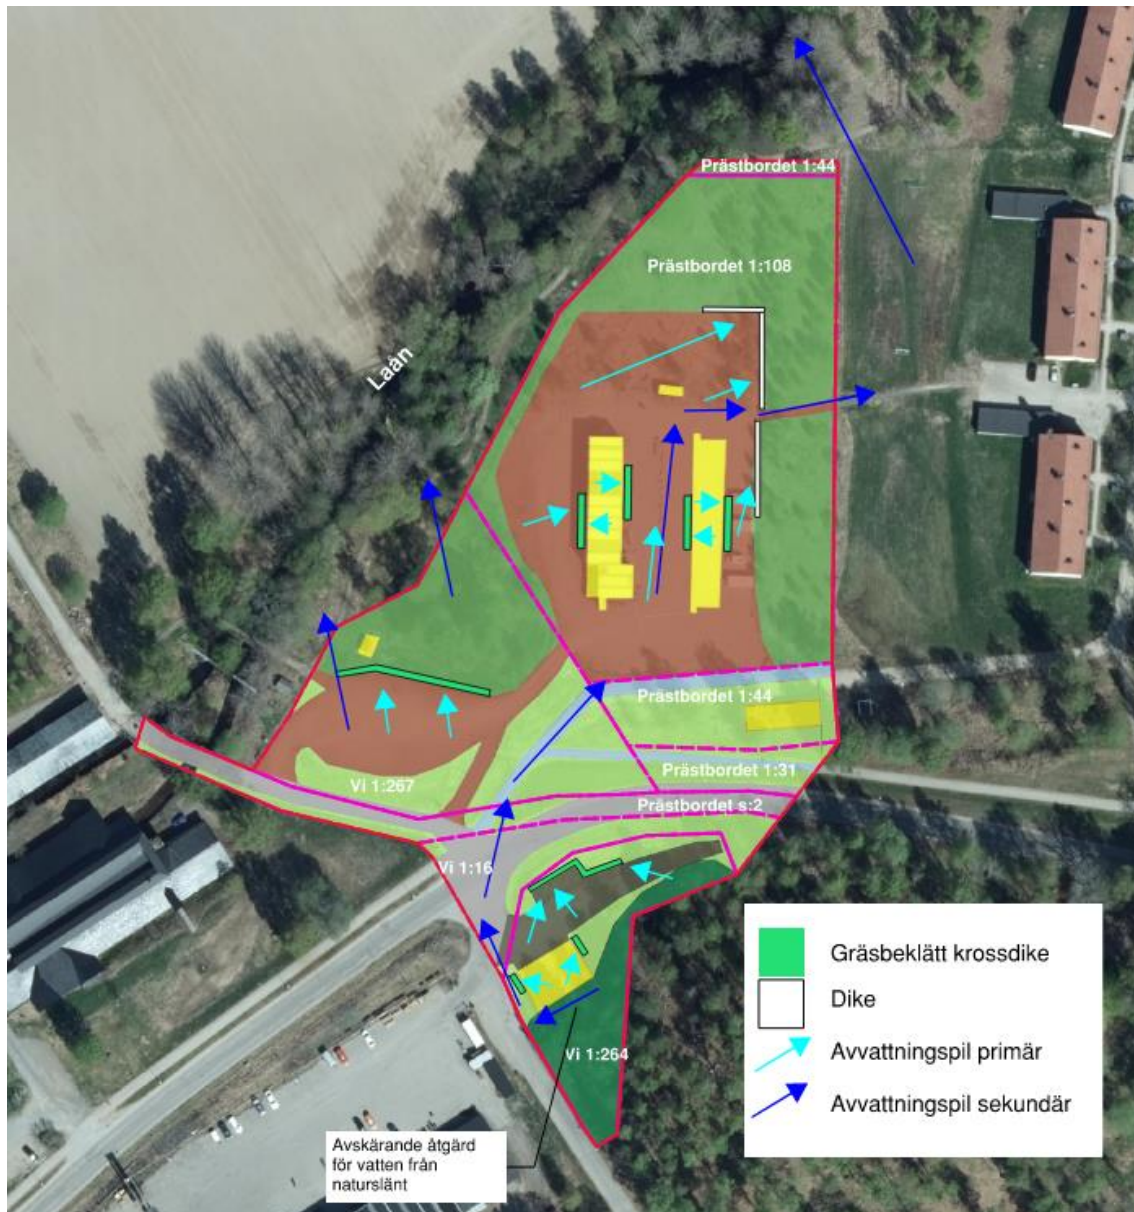 Prästbordet 1:44
Prästbordet 1:108
Laån
Prästbordet 1:44
Prästbordet 1:31
Vi 1:267
Prästbordet s:2
Vi 1:16
Gräsbeklätt krossdike
Dike
Avvattningspil primär
Avvattningspil sekundär
Vi 1:264
Avskärande åtgärd
för vatten från
naturslänt